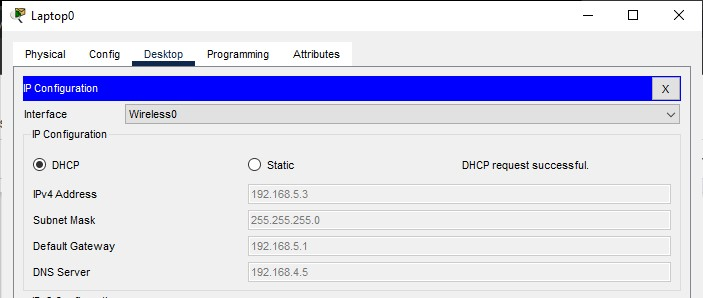 Laptop0
Physical Config Desktop Programming Attributes
IP Configuration X
Interface Wireless0
IP Configuration
DHCP Static DHCP request successful.
IPv4 Address 192.168.5.3
Subnet Mask 255.255.255.0
Default Gateway 192.168.5.1
DNS Server 192.168.4.5